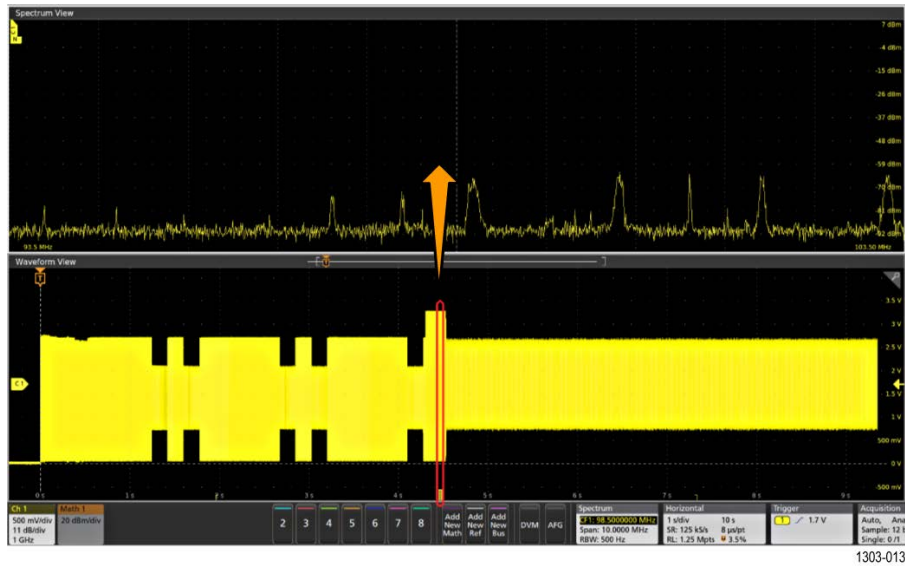 Spectrum View
7 dBm
-4 dBm
-15 dBm
-26 dBm
-37 dBm
-48 dBm
-59 dBm
-70 dBm
-81 dBm
-92 dBm
93.5 MHz
103.50 MHz
Waveform View
T
T
3.5 V
3 V
2.5 V
2 V
1.5 V
1 V
500 mV
0 V
-500 mV
C1
0 s
1 s
2 s
3 s
4 s
5 s
6 s
7 s
8 s
9 s
Ch 1
500 mV/div
11 dB/div
1 GHz
Math 1
20 dBm/div
2 3 4 5 6 7 8
Add New Math
Add New Ref
Add New Bus
DVM
AFG
Spectrum
CF1: 98.5000000 MHz
Span: 10.0000 MHz
RBW: 500 Hz
Horizontal
1 s/div 10 s
SR: 125 kS/s 8 µs/pt
RL: 1.25 Mpts 3.5%
Trigger
1 1.7 V
Acquisition
Auto, Ana
Sample: 12 b
Single: 0 /1
1303-013